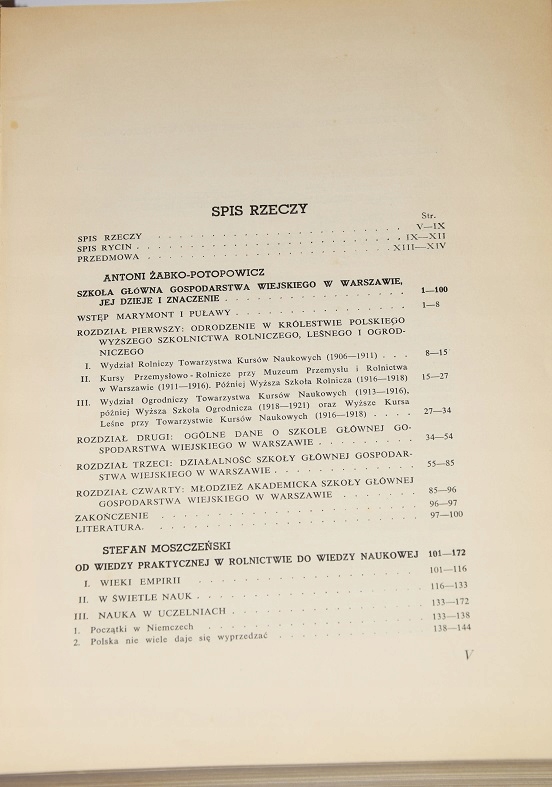 SPIS RZECZY
Str.
SPIS RZECZY . . . . . . . . . . . . . . . . . . . V—IX
SPIS RYCIN . . . . . . . . . . . . . . . . . . . . IX—XII
PRZEDMOWA . . . . . . . . . . . . . . . . . . . XIII—XIV
ANTONI ŻABKO-POTOPOWICZ
SZKOŁA GŁÓWNA GOSPODARSTWA WIEJSKIEGO W WARSZAWIE,
JEJ DZIEJE I ZNACZENIE . . . . . . . . . . . . . 1—100
WSTĘP MARYMONT I PUŁAWY . . . . . . . . . . . . 1—8
ROZDZIAŁ PIERWSZY: ODRODZENIE W KRÓLESTWIE POLSKIEGO
WYŻSZEGO SZKOLNICTWA ROLNICZEGO, LEŚNEGO I OGROD-
NICZEGO
I. Wydział Rolniczy Towarzystwa Kursów Naukowych (1906—1911) . . . 8—15
II. Kursy Przemysłowo-Rolnicze przy Muzeum Przemysłu i Rolnictwa
w Warszawie (1911—1916). Później Wyższa Szkoła Rolnicza (1916—1918) 15—27
III. Wydział Ogrodniczy Towarzystwa Kursów Naukowych (1913—1916),
później Wyższa Szkoła Ogrodnicza (1918—1921) oraz Wyższe Kursa
Leśne przy Towarzystwie Kursów Naukowych (1916—1918) . . . . 27—34
ROZDZIAŁ DRUGI: OGÓLNE DANE O SZKOLE GŁÓWNEJ GO-
SPODARSTWA WIEJSKIEGO W WARSZAWIE . . . . . . . 34—54
ROZDZIAŁ TRZECI: DZIAŁALNOŚĆ SZKOŁY GŁÓWNEJ GOSPODAR-
STWA WIEJSKIEGO W WARSZAWIE . . . . . . . . . . 55—85
ROZDZIAŁ CZWARTY: MŁODZIEŻ AKADEMICKA SZKOŁY GŁÓWNEJ
GOSPODARSTWA WIEJSKIEGO W WARSZAWIE . . . . . . 85—96
ZAKOŃCZENIE . . . . . . . . . . . . . . . . . . 96—97
LITERATURA. . . . . . . . . . . . . . . . . . . 97—100
STEFAN MOSZCZEŃSKI
OD WIEDZY PRAKTYCZNEJ W ROLNICTWIE DO WIEDZY NAUKOWEJ 101—172
I. WIEKI EMPIRII . . . . . . . . . . . . . . . . 101—116
II. W ŚWIETLE NAUK . . . . . . . . . . . . . . . 116—133
III. NAUKA W UCZELNIACH . . . . . . . . . . . . . 133—172
1. Początki w Niemczech . . . . . . . . . . . . . 133—138
2. Polska nie wiele daje się wyprzedzać . . . . . . . . . 138—144
V